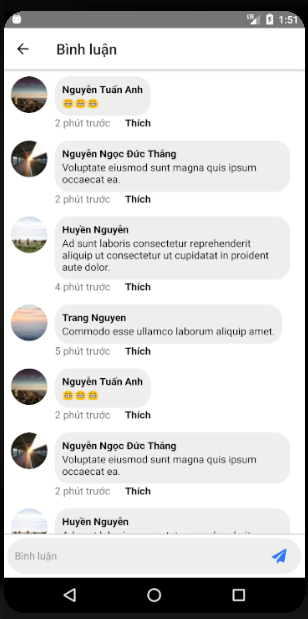 1:51
Bình luận
Nguyễn Tuấn Anh
😂😂😂
2 phút trước Thích
Nguyễn Ngọc Đức Thắng
Voluptate eiusmod sunt magna quis ipsum
occaecat ea.
2 phút trước Thích
Huyền Nguyễn
Ad sunt laboris consectetur reprehenderit
aliquip ut consectetur ut cupidatat in proident
aute dolor.
4 phút trước Thích
Trang Nguyen
Commodo esse ullamco laborum aliquip amet.
5 phút trước Thích
Nguyễn Tuấn Anh
😂😂😂
2 phút trước Thích
Nguyễn Ngọc Đức Thắng
Voluptate eiusmod sunt magna quis ipsum
occaecat ea.
2 phút trước Thích
Huyền Nguyễn
Bình luận